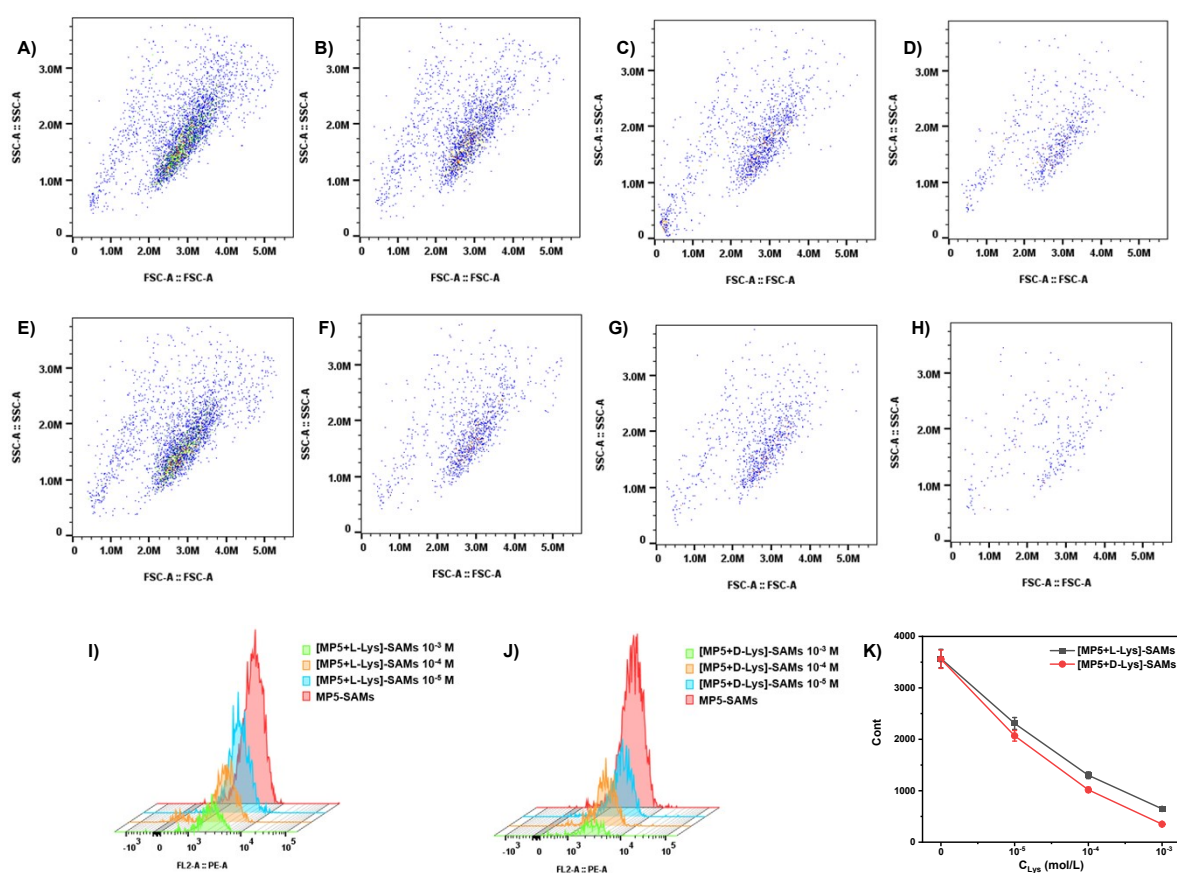 A)
SSC-A :: SSC-A
3.0M
2.0M
1.0M
0
0 1.0M 2.0M 3.0M 4.0M 5.0M
FSC-A :: FSC-A
B)
SSC-A :: SSC-A
3.0M
2.0M
1.0M
0
0 1.0M 2.0M 3.0M 4.0M 5.0M
FSC-A :: FSC-A
C)
SSC-A :: SSC-A
3.0M
2.0M
1.0M
0
0 1.0M 2.0M 3.0M 4.0M 5.0M
FSC-A :: FSC-A
D)
SSC-A :: SSC-A
3.0M
2.0M
1.0M
0
0 1.0M 2.0M 3.0M 4.0M 5.0M
FSC-A :: FSC-A
E)
SSC-A :: SSC-A
3.0M
2.0M
1.0M
0
0 1.0M 2.0M 3.0M 4.0M 5.0M
FSC-A :: FSC-A
F)
SSC-A :: SSC-A
3.0M
2.0M
1.0M
0
0 1.0M 2.0M 3.0M 4.0M 5.0M
FSC-A :: FSC-A
G)
SSC-A :: SSC-A
3.0M
2.0M
1.0M
0
0 1.0M 2.0M 3.0M 4.0M 5.0M
FSC-A :: FSC-A
H)
SSC-A :: SSC-A
3.0M
2.0M
1.0M
0
0 1.0M 2.0M 3.0M 4.0M 5.0M
FSC-A :: FSC-A
I)
[MP5+L-Lys]-SAMs 10⁻³ M
[MP5+L-Lys]-SAMs 10⁻⁴ M
[MP5+L-Lys]-SAMs 10⁻⁵ M
MP5-SAMs
-10³ 0 10³ 10⁴ 10⁵
FL2-A :: PE-A
J)
[MP5+D-Lys]-SAMs 10⁻³ M
[MP5+D-Lys]-SAMs 10⁻⁴ M
[MP5+D-Lys]-SAMs 10⁻⁵ M
MP5-SAMs
-10³ 0 10³ 10⁴ 10⁵
FL2-A :: PE-A
K)
[MP5+L-Lys]-SAMs
[MP5+D-Lys]-SAMs
Cont
4000
3500
3000
2500
2000
1500
1000
500
0
0 10⁻⁵ 10⁻⁴ 10⁻³
C_Lys (mol/L)